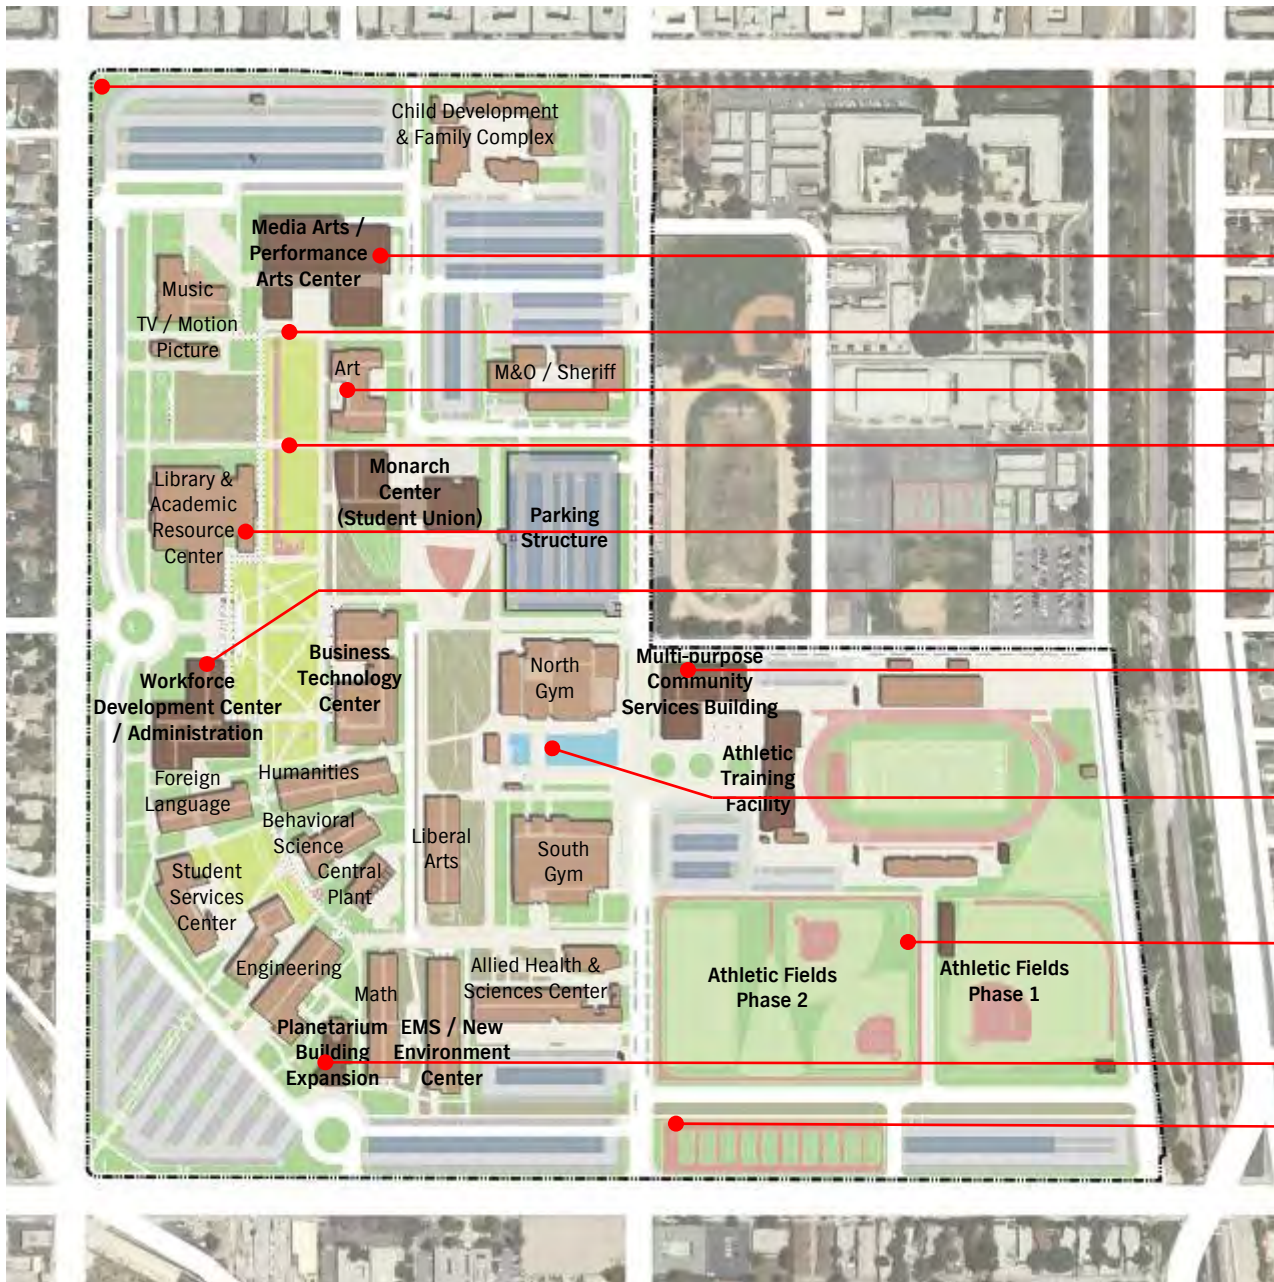 Child Development
& Family Complex
Media Arts /
Performance
Arts Center
Music
TV / Motion
Picture
Art
M&O / Sheriff
Monarch
Center
(Student Union)
Library &
Academic
Resource
Center
Parking
Structure
Business
Technology
Center
North
Gym
Multi-purpose
Community
Services Building
Workforce
Development Center
/ Administration
Athletic
Training
Facility
Foreign
Language
Humanities
Behavioral
Science
Central
Plant
Liberal
Arts
South
Gym
Student
Services
Center
Engineering
Math
Allied Health &
Sciences Center
Athletic Fields
Phase 2
Athletic Fields
Phase 1
Planetarium
Building
Expansion
EMS / New
Environment
Center